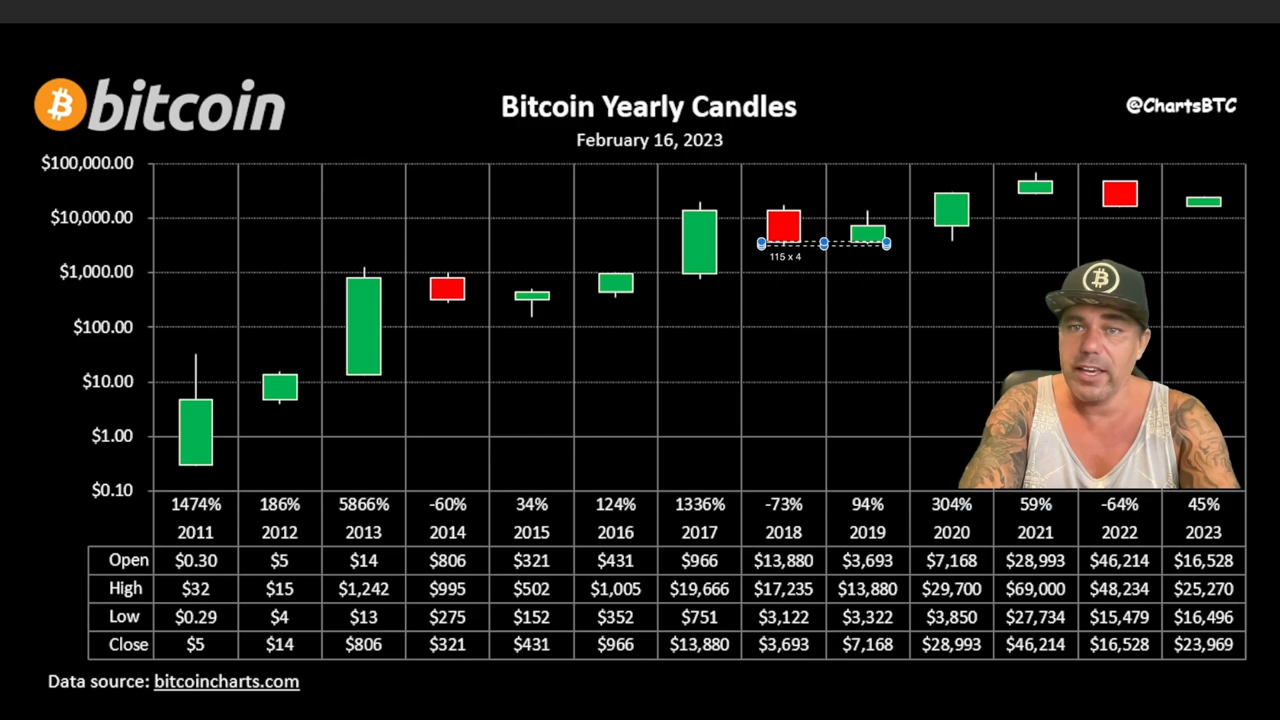 bitcoin
Bitcoin Yearly Candles
@ChartsBTC
February 16, 2023
$100,000.00
$10,000.00
$1,000.00
$100.00
$10.00
$1.00
$0.10
115 x 4
1474% 186% 5866% -60% 34% 124% 1336% -73% 94% 304% 59% -64% 45%
2011 2012 2013 2014 2015 2016 2017 2018 2019 2020 2021 2022 2023
Open $0.30 $5 $14 $806 $321 $431 $966 $13,880 $3,693 $7,168 $28,993 $46,214 $16,528
High $32 $15 $1,242 $995 $502 $1,005 $19,666 $17,235 $13,880 $29,700 $69,000 $48,234 $25,270
Low $0.29 $4 $13 $275 $152 $352 $751 $3,122 $3,322 $3,850 $27,734 $15,479 $16,496
Close $5 $14 $806 $321 $431 $966 $13,880 $3,693 $7,168 $28,993 $46,214 $16,528 $23,969
Data source: bitcoincharts.com